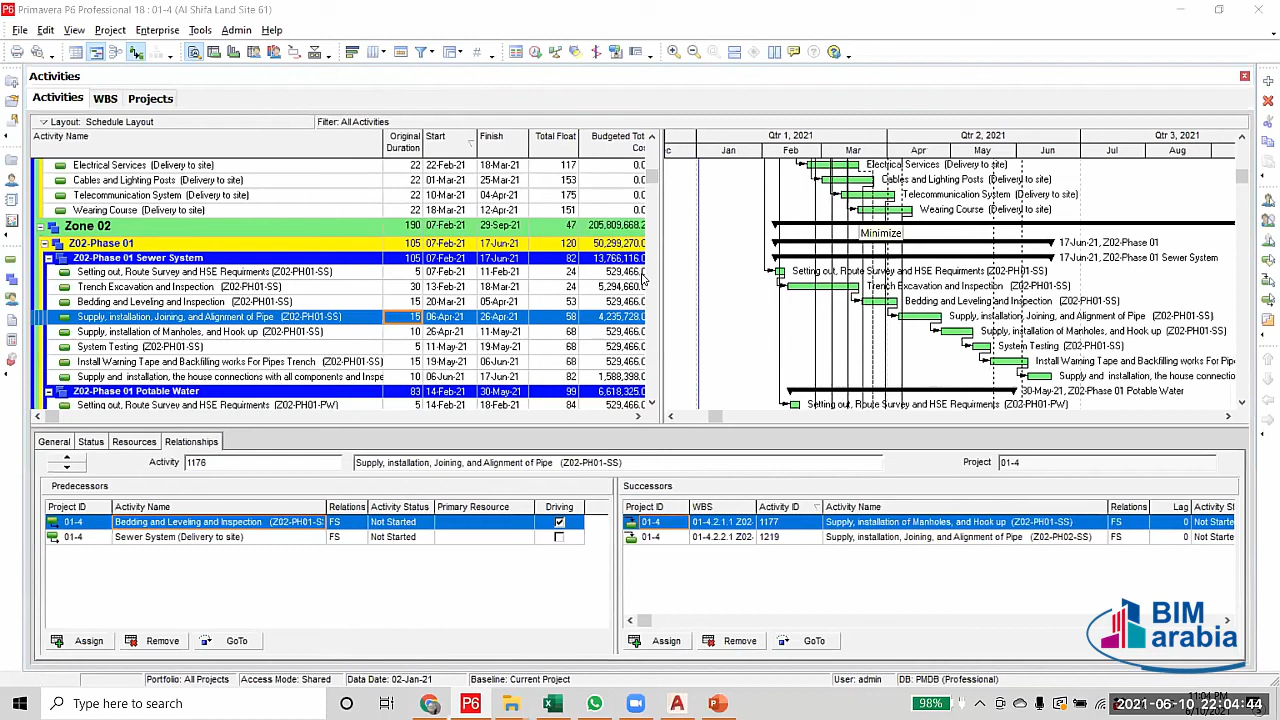 Primavera P6 Professional 18 : 01-4 (Al Shifa Land Site 61)
File Edit View Project Enterprise Tools Admin Help
Activities
Activities WBS Projects
Layout: Schedule Layout Filter: All Activities
Activity Name Original Duration Start Finish Total Float Budgeted Tot Cos
Qtr 1, 2021 Qtr 2, 2021 Qtr 3, 2021
c Jan Feb Mar Apr May Jun Jul Aug
Electrical Services (Delivery to site) 22 22-Feb-21 18-Mar-21 117 0.0 Electrical Services (Delivery to site)
Cables and Lighting Posts (Delivery to site) 22 01-Mar-21 25-Mar-21 153 0.0 Cables and Lighting Posts (Delivery to site)
Telecommunication System (Delivery to site) 22 10-Mar-21 04-Apr-21 175 0.0 Telecommunication System (Delivery to site)
Wearing Course (Delivery to site) 22 18-Mar-21 12-Apr-21 151 0.0 Wearing Course (Delivery to site)
Zone 02 190 07-Feb-21 29-Sep-21 47 205,809,668.2
Minimize
Z02-Phase 01 105 07-Feb-21 17-Jun-21 120 50,299,270.0 17-Jun-21, Z02-Phase 01
Z02-Phase 01 Sewer System 105 07-Feb-21 17-Jun-21 82 13,766,116.0 17-Jun-21, Z02-Phase 01 Sewer System
Setting out, Route Survey and HSE Requirments (Z02-PH01-SS) 5 07-Feb-21 11-Feb-21 24 529,466.0 Setting out, Route Survey and HSE Requirments (Z02-PH01-SS)
Trench Excavation and Inspection (Z02-PH01-SS) 30 13-Feb-21 18-Mar-21 24 5,294,660.0 Trench Excavation and Inspection (Z02-PH01-SS)
Bedding and Leveling and Inspection (Z02-PH01-SS) 15 20-Mar-21 05-Apr-21 53 529,466.0 Bedding and Leveling and Inspection (Z02-PH01-SS)
Supply, installation, Joining, and Alignment of Pipe (Z02-PH01-SS) 15 06-Apr-21 26-Apr-21 58 4,235,728.0 Supply, installation, Joining, and Alignment of Pipe (Z02-PH01-SS)
Supply, installation of Manholes, and Hook up (Z02-PH01-SS) 10 26-Apr-21 11-May-21 68 529,466.0 Supply, installation of Manholes, and Hook up (Z02-PH01-SS)
System Testing (Z02-PH01-SS) 5 11-May-21 19-May-21 68 529,466.0 System Testing (Z02-PH01-SS)
Install Warning Tape and Backfilling works For Pipes Trench (Z02-PH01-SS) 15 19-May-21 06-Jun-21 68 529,466.0 Install Warning Tape and Backfilling works For Pipes Trench (Z02-PH01
Supply and installation, the house connections with all components and Inspe 10 06-Jun-21 17-Jun-21 82 1,588,398.0 Supply and installation, the house connectio
Z02-Phase 01 Potable Water 83 14-Feb-21 30-May-21 99 6,618,325.0 30-May-21, Z02-Phase 01 Potable Water
Setting out, Route Survey and HSE Requirments (Z02-PH01-PW) 5 14-Feb-21 18-Feb-21 84 529,466.0 Setting out, Route Survey and HSE Requirments (Z02-PH01-PW)
General Status Resources Relationships
Activity 1176 Supply, installation, Joining, and Alignment of Pipe (Z02-PH01-SS) Project 01-4
Predecessors Successors
Project ID Activity Name Relations Activity Status Primary Resource Driving
01-4 Bedding and Leveling and Inspection (Z02-PH01-S: FS Not Started
01-4 Sewer System (Delivery to site) FS Not Started
Project ID WBS Activity ID Activity Name Relations Lag Activity St
01-4 01-4.2.1.1 Z02- 1177 Supply, installation of Manholes, and Hook up (Z02-PH01-SS) FS 0 Not Starte
01-4 01-4.2.1.1 Z02- 1219 Supply, installation, Joining, and Alignment of Pipe (Z02-PH02-SS) FS 0 Not Starte
Assign Remove GoTo Assign Remove GoTo
BIM
arabia
Portfolio: All Projects Access Mode: Shared Data Date: 02-Jan-21 Baseline: Current Project User: admin DB: PMDB (Professional)
Type here to search 98% 11:04 PM
2021-06-10 22:04:44